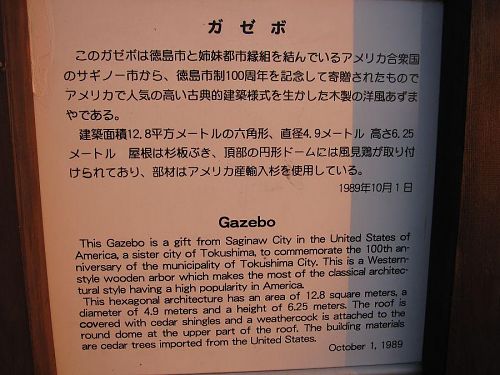 ガゼボ
このガゼボは徳島市と姉妹都市縁組を結んでいるアメリカ合衆国
のサギノー市から、徳島市制100周年を記念して寄贈されたもので
アメリカで人気の高い古典的建築様式を生かした木製の洋風あずま
やである。
建築面積12.8平方メートルの六角形、直径4.9メートル 高さ6.25
メートル 屋根は杉板ぶき、頂部の円形ドームには風見鶏が取り付
けられており、部材はアメリカ産輸入杉を使用している。
1989年10月1日
Gazebo
This Gazebo is a gift from Saginaw City in the United States of
America, a sister city of Tokushima, to commemorate the 100th an-
niversary of the municipality of Tokushima City. This is a Western-
style wooden arbor which makes the most of the classical architec-
tural style having a high popularity in America.
This hexagonal architecture has an area of 12.8 square meters, a
diameter of 4.9 meters and a height of 6.25 meters. The roof is
covered with cedar shingles and a weathercock is attached to the
round dome at the upper part of the roof. The building materials
are cedar trees imported from the United States.
October 1, 1989